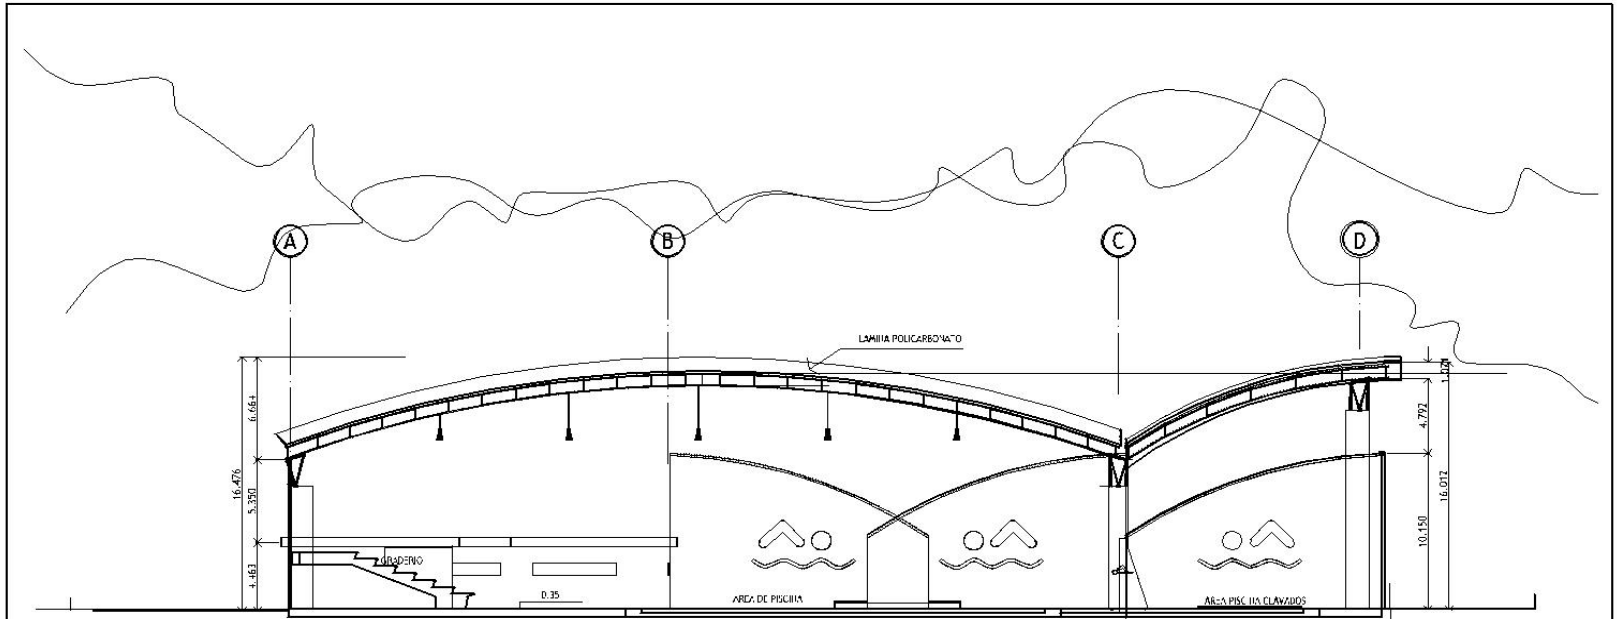 A
B
C
D
LAMINA POLICARBONATO
6.664
16.476
5.350
4.463
1.071
4.792
16.012
10.150
GRADERIO
0.35
AREA DE PISCINA
AREA PISCINA CLAVADOS